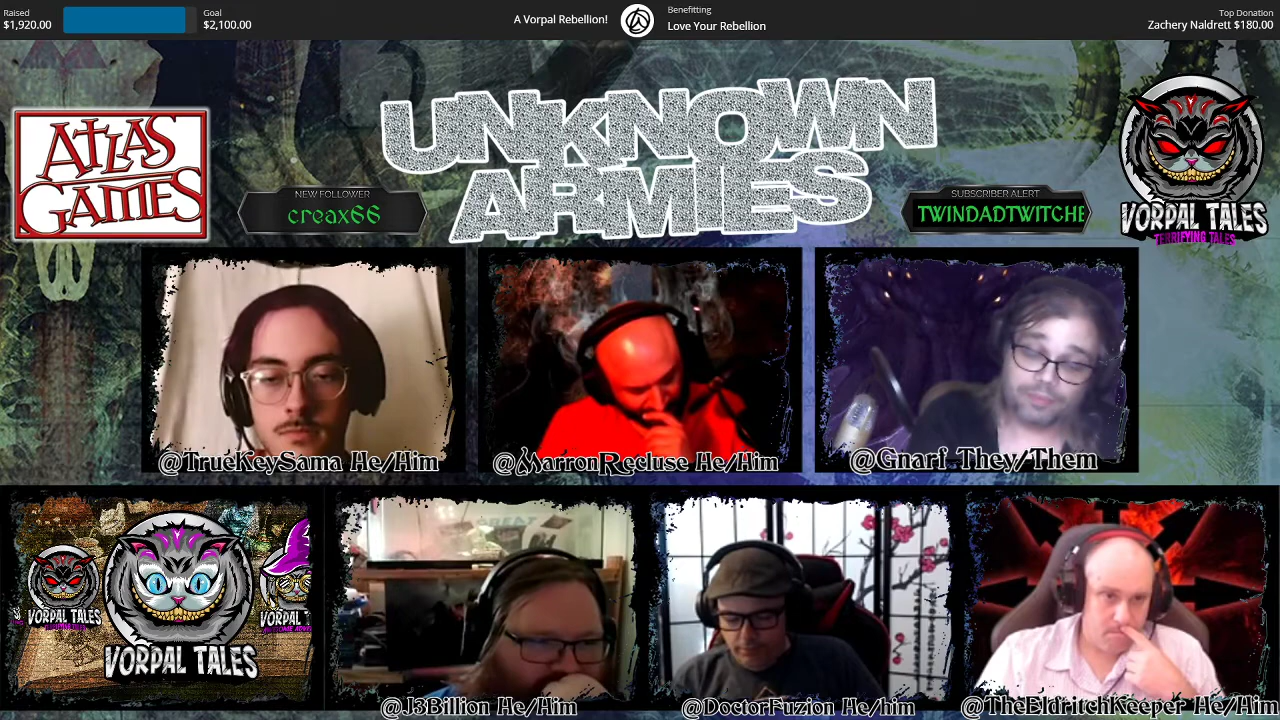 Raised
$1,920.00
Goal
$2,100.00
A Vorpal Rebellion!
Benefitting
Love Your Rebellion
Top Donation
Zachery Naldrett $180.00
ATLAS
GAMES
UNKNOWN
ARMIES
NEW FOLLOWER
creax66
SUBSCRIBER ALERT
TWINDADTWITCHE
VORPAL TALES
TERRIFYING TALES
@TrueKeySama He/Him
@MarronRecluse He/Him
@Gnarf They/Them
VORPAL TALES
VORPAL TALES
VORPAL T
@J3Billion He/Him
@DoctorFuzion He/him
@TheEldritchKeeper He/Him